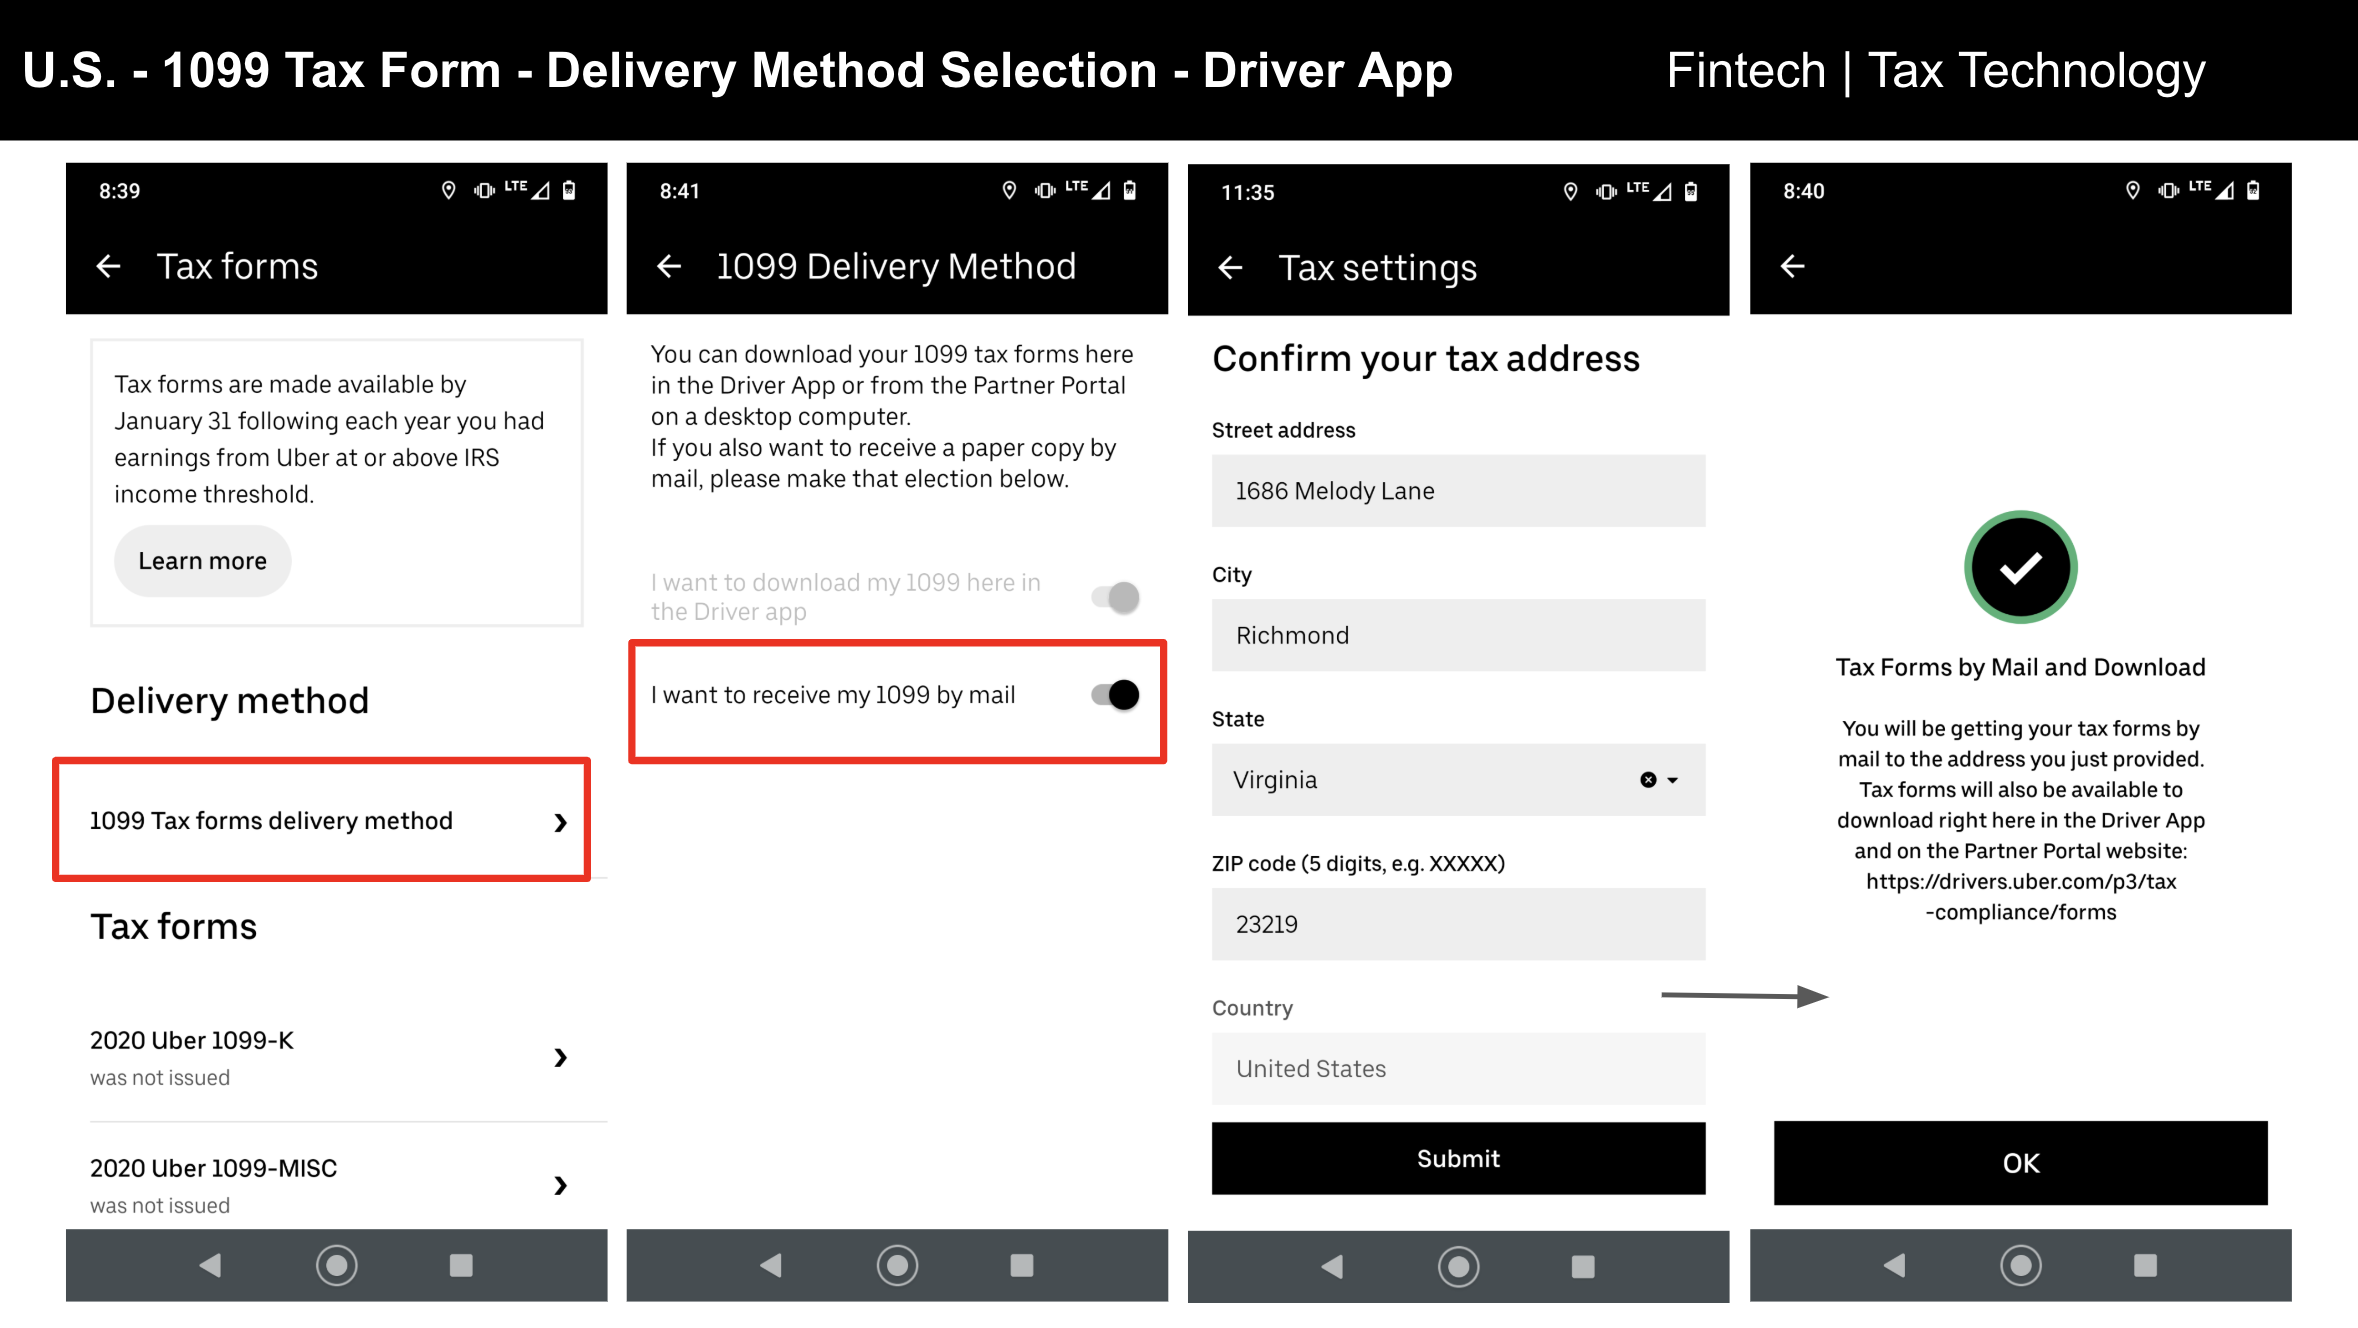 U.S. - 1099 Tax Form - Delivery Method Selection - Driver App
Fintech | Tax Technology
8:39
LTE
Tax forms
Tax forms are made available by
January 31 following each year you had
earnings from Uber at or above IRS
income threshold.
Learn more
Delivery method
1099 Tax forms delivery method
Tax forms
2020 Uber 1099-K
was not issued
2020 Uber 1099-MISC
was not issued
8:41
LTE
1099 Delivery Method
You can download your 1099 tax forms here
in the Driver App or from the Partner Portal
on a desktop computer.
If you also want to receive a paper copy by
mail, please make that election below.
I want to download my 1099 here in
the Driver app
I want to receive my 1099 by mail
11:35
LTE
Tax settings
Confirm your tax address
Street address
1686 Melody Lane
City
Richmond
State
Virginia
ZIP code (5 digits, e.g. XXXXX)
23219
Country
United States
Submit
8:40
LTE
Tax Forms by Mail and Download
You will be getting your tax forms by
mail to the address you just provided.
Tax forms will also be available to
download right here in the Driver App
and on the Partner Portal website:
https://drivers.uber.com/p3/tax
-compliance/forms
OK